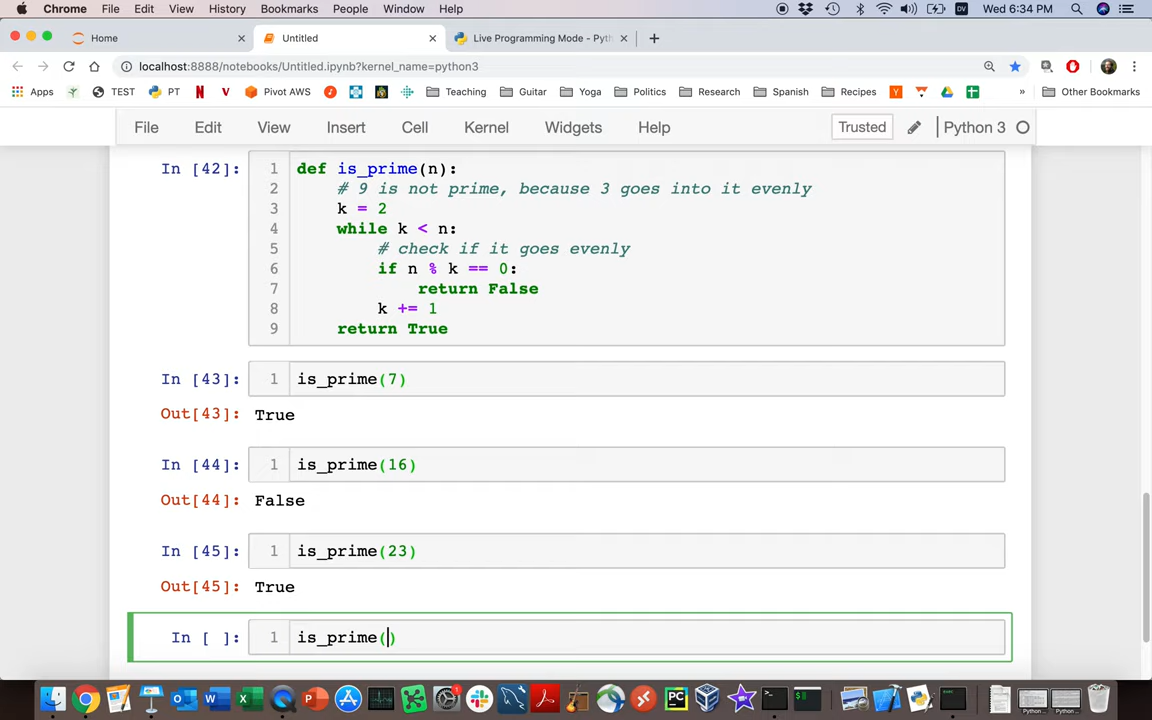 Chrome File Edit View History Bookmarks People Window Help
Wed 6:34 PM
Home
Untitled
Live Programming Mode - Pyth
localhost:8888/notebooks/Untitled.ipynb?kernel_name=python3
Apps
TEST
PT
Pivot AWS
Teaching
Guitar
Yoga
Politics
Research
Spanish
Recipes
» Other Bookmarks
File Edit View Insert Cell Kernel Widgets Help
Trusted
Python 3
In [42]:
1 def is_prime(n):
2 # 9 is not prime, because 3 goes into it evenly
3 k = 2
4 while k < n:
5 # check if it goes evenly
6 if n % k == 0:
7 return False
8 k += 1
9 return True
In [43]: 1 is_prime(7)
Out[43]: True
In [44]: 1 is_prime(16)
Out[44]: False
In [45]: 1 is_prime(23)
Out[45]: True
In [ ]: 1 is_prime()